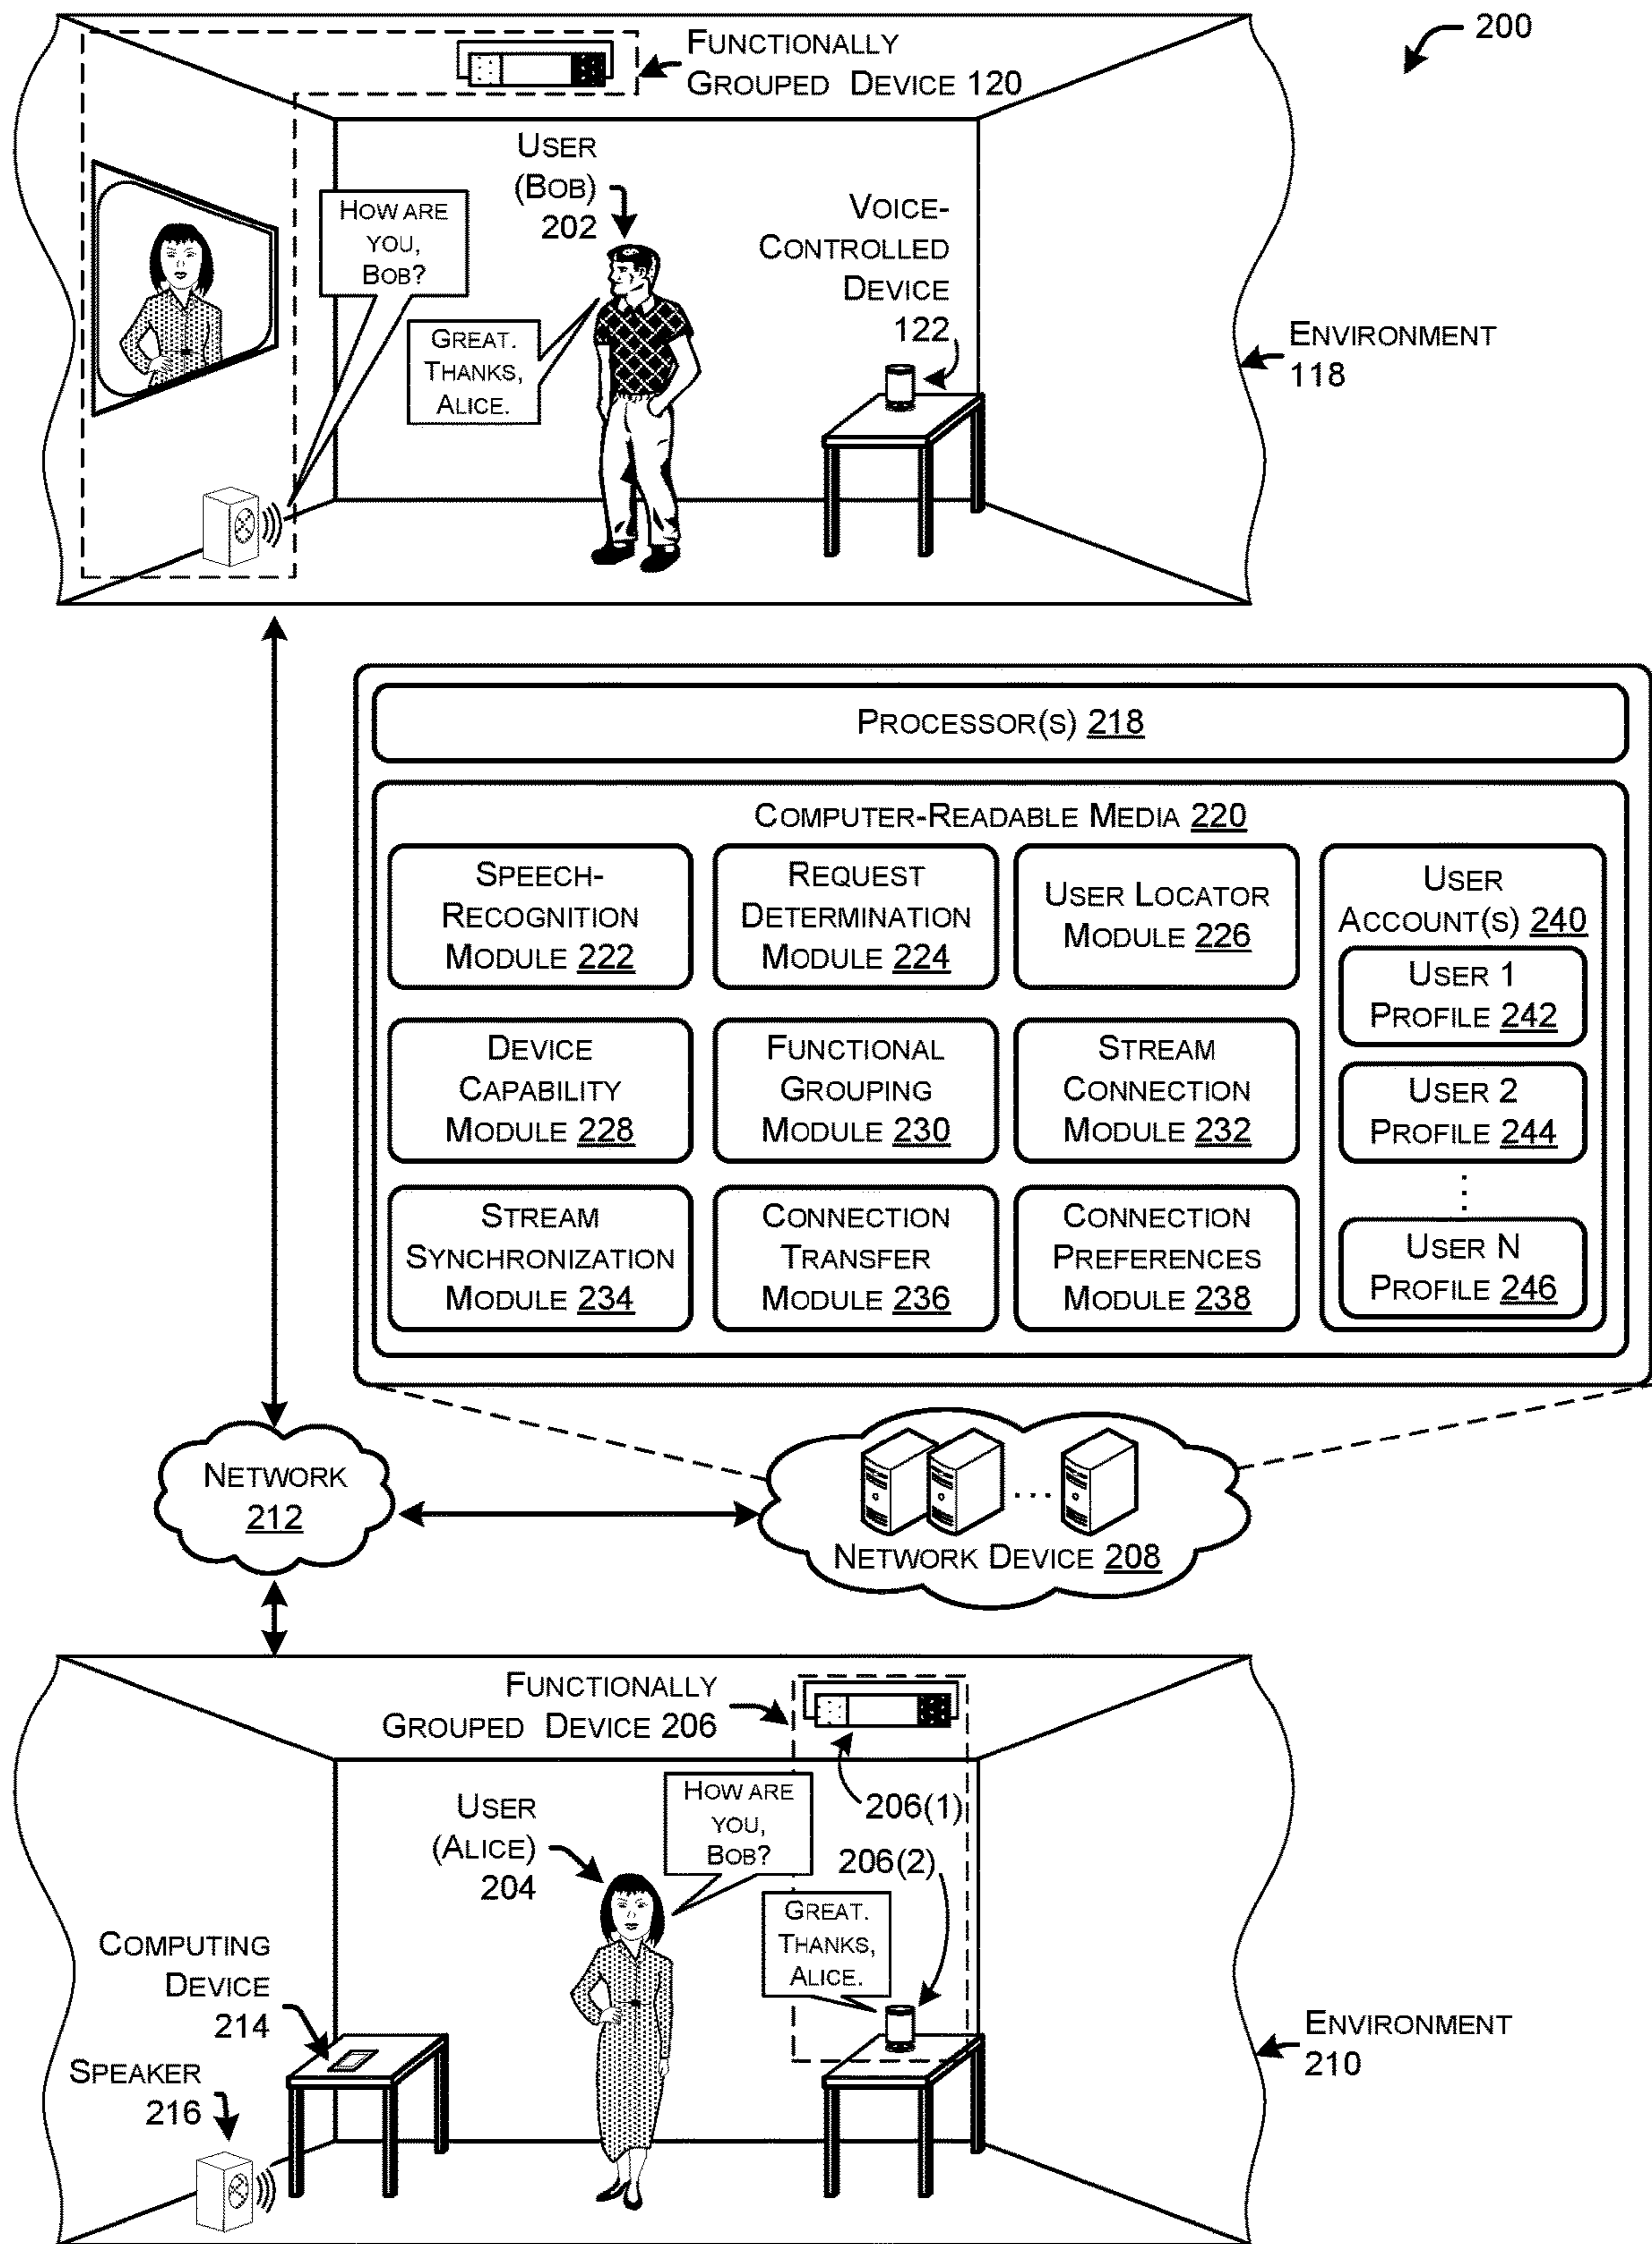 200
FUNCTIONALLY
GROUPED DEVICE 120
USER
(BOB)
202
VOICE-
CONTROLLED
DEVICE
122
HOW ARE
YOU,
BOB?
GREAT.
THANKS,
ALICE.
ENVIRONMENT
118
PROCESSOR(S) 218
COMPUTER-READABLE MEDIA 220
SPEECH-
RECOGNITION
MODULE 222
REQUEST
DETERMINATION
MODULE 224
USER LOCATOR
MODULE 226
DEVICE
CAPABILITY
MODULE 228
FUNCTIONAL
GROUPING
MODULE 230
STREAM
CONNECTION
MODULE 232
STREAM
SYNCHRONIZATION
MODULE 234
CONNECTION
TRANSFER
MODULE 236
CONNECTION
PREFERENCES
MODULE 238
USER
ACCOUNT(S) 240
USER 1
PROFILE 242
USER 2
PROFILE 244
⋮
USER N
PROFILE 246
NETWORK
212
...
NETWORK DEVICE 208
FUNCTIONALLY
GROUPED DEVICE 206
206(1)
HOW ARE
YOU,
BOB?
USER
(ALICE)
204
206(2)
GREAT.
THANKS,
ALICE.
COMPUTING
DEVICE
214
SPEAKER
216
ENVIRONMENT
210